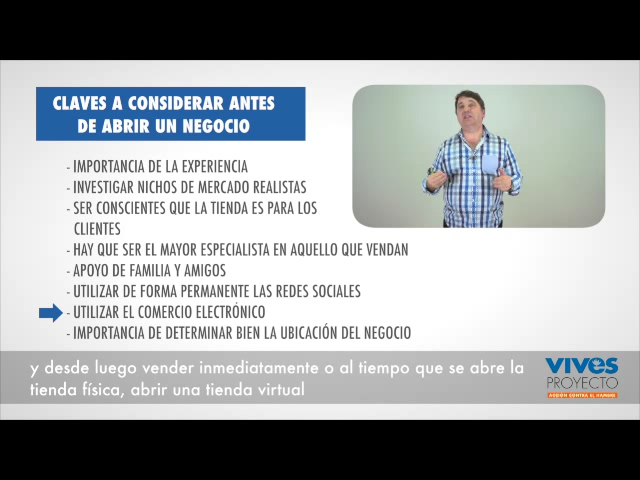 CLAVES A CONSIDERAR ANTES
DE ABRIR UN NEGOCIO
- IMPORTANCIA DE LA EXPERIENCIA
- INVESTIGAR NICHOS DE MERCADO REALISTAS
- SER CONSCIENTES QUE LA TIENDA ES PARA LOS
CLIENTES
- HAY QUE SER EL MAYOR ESPECIALISTA EN AQUELLO QUE VENDAN
- APOYO DE FAMILIA Y AMIGOS
- UTILIZAR DE FORMA PERMANENTE LAS REDES SOCIALES
- UTILIZAR EL COMERCIO ELECTRÓNICO
- IMPORTANCIA DE DETERMINAR BIEN LA UBICACIÓN DEL NEGOCIO
y desde luego vender inmediatamente o al tiempo que se abre la
tienda física, abrir una tienda virtual
VIVES
PROYECTO
ACCIÓN CONTRA EL HAMBRE